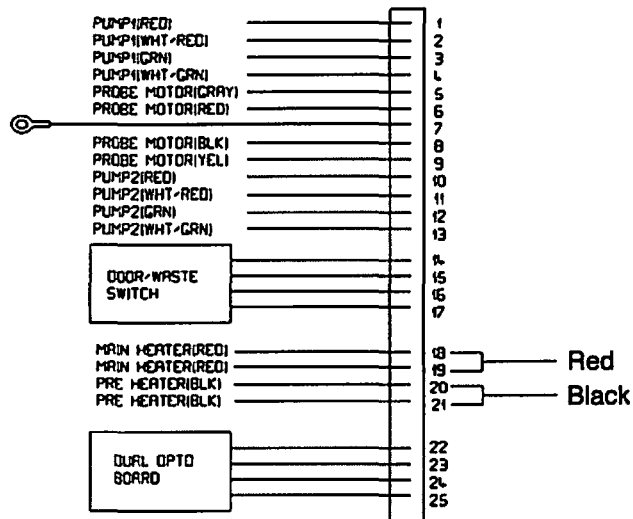 PUMP1(RED) 1
PUMP1(WHT-RED) 2
PUMP1(GRN) 3
PUMP1(WHT-GRN) 4
PROBE MOTOR(GRAY) 5
PROBE MOTOR(RED) 6
7
PROBE MOTOR(BLK) 8
PROBE MOTOR(YEL) 9
PUMP2(RED) 10
PUMP2(WHT-RED) 11
PUMP2(GRN) 12
PUMP2(WHT-GRN) 13
14
DOOR-WASTE 15
SWITCH 16
17
MAIN HEATER(RED) 18
MAIN HEATER(RED) 19
Red
PRE HEATER(BLK) 20
PRE HEATER(BLK) 21
Black
22
DUAL OPTO 23
BOARD 24
25